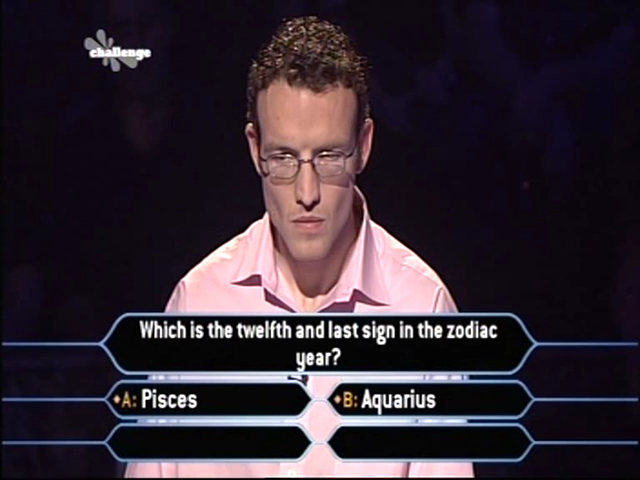 challenge
Which is the twelfth and last sign in the zodiac
year?
A: Pisces
B: Aquarius